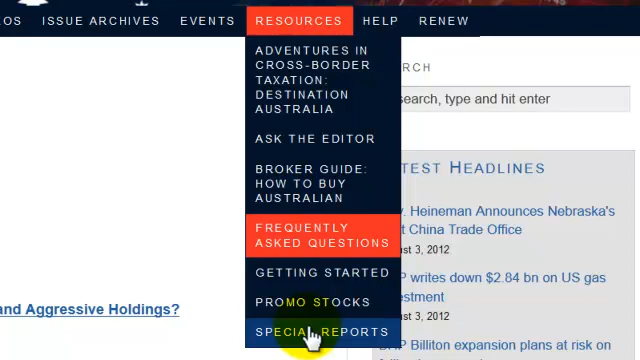 OS ISSUE ARCHIVES EVENTS RESOURCES HELP RENEW
ADVENTURES IN
CROSS-BORDER
TAXATION:
DESTINATION
AUSTRALIA
ASK THE EDITOR
BROKER GUIDE:
HOW TO BUY
AUSTRALIAN
FREQUENTLY
ASKED QUESTIONS
GETTING STARTED
PROMO STOCKS
SPECIAL REPORTS
and Aggressive Holdings?
RCH
search, type and hit enter
TEST HEADLINES
. Heineman Announces Nebraska's
t China Trade Office
ust 3, 2012
P writes down $2.84 bn on US gas
estment
ust 3, 2012
BHP Billiton expansion plans at risk on